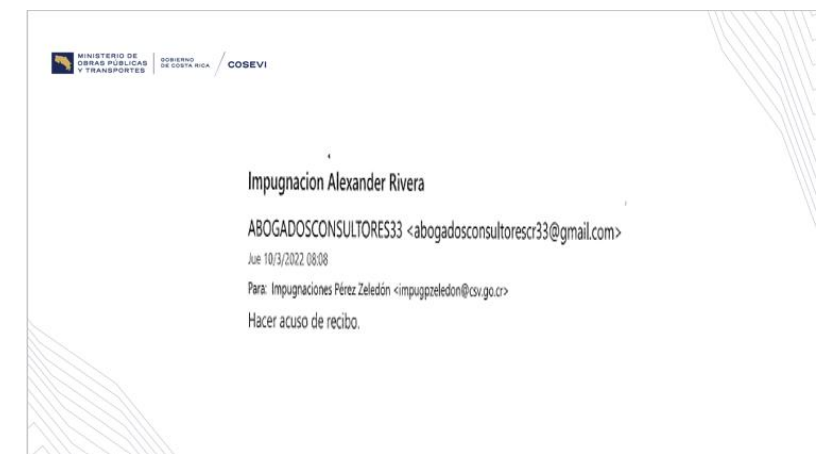 MINISTERIO DE
OBRAS PÚBLICAS
Y TRANSPORTES
GOBIERNO
DE COSTA RICA
COSEVI
Impugnacion Alexander Rivera
ABOGADOSCONSULTORES33 <abogadosconsultorescr33@gmail.com>
Jue 10/3/2022 08:08
Para: Impugnaciones Pérez Zeledón <impugpzeledon@csv.go.cr>
Hacer acuso de recibo.